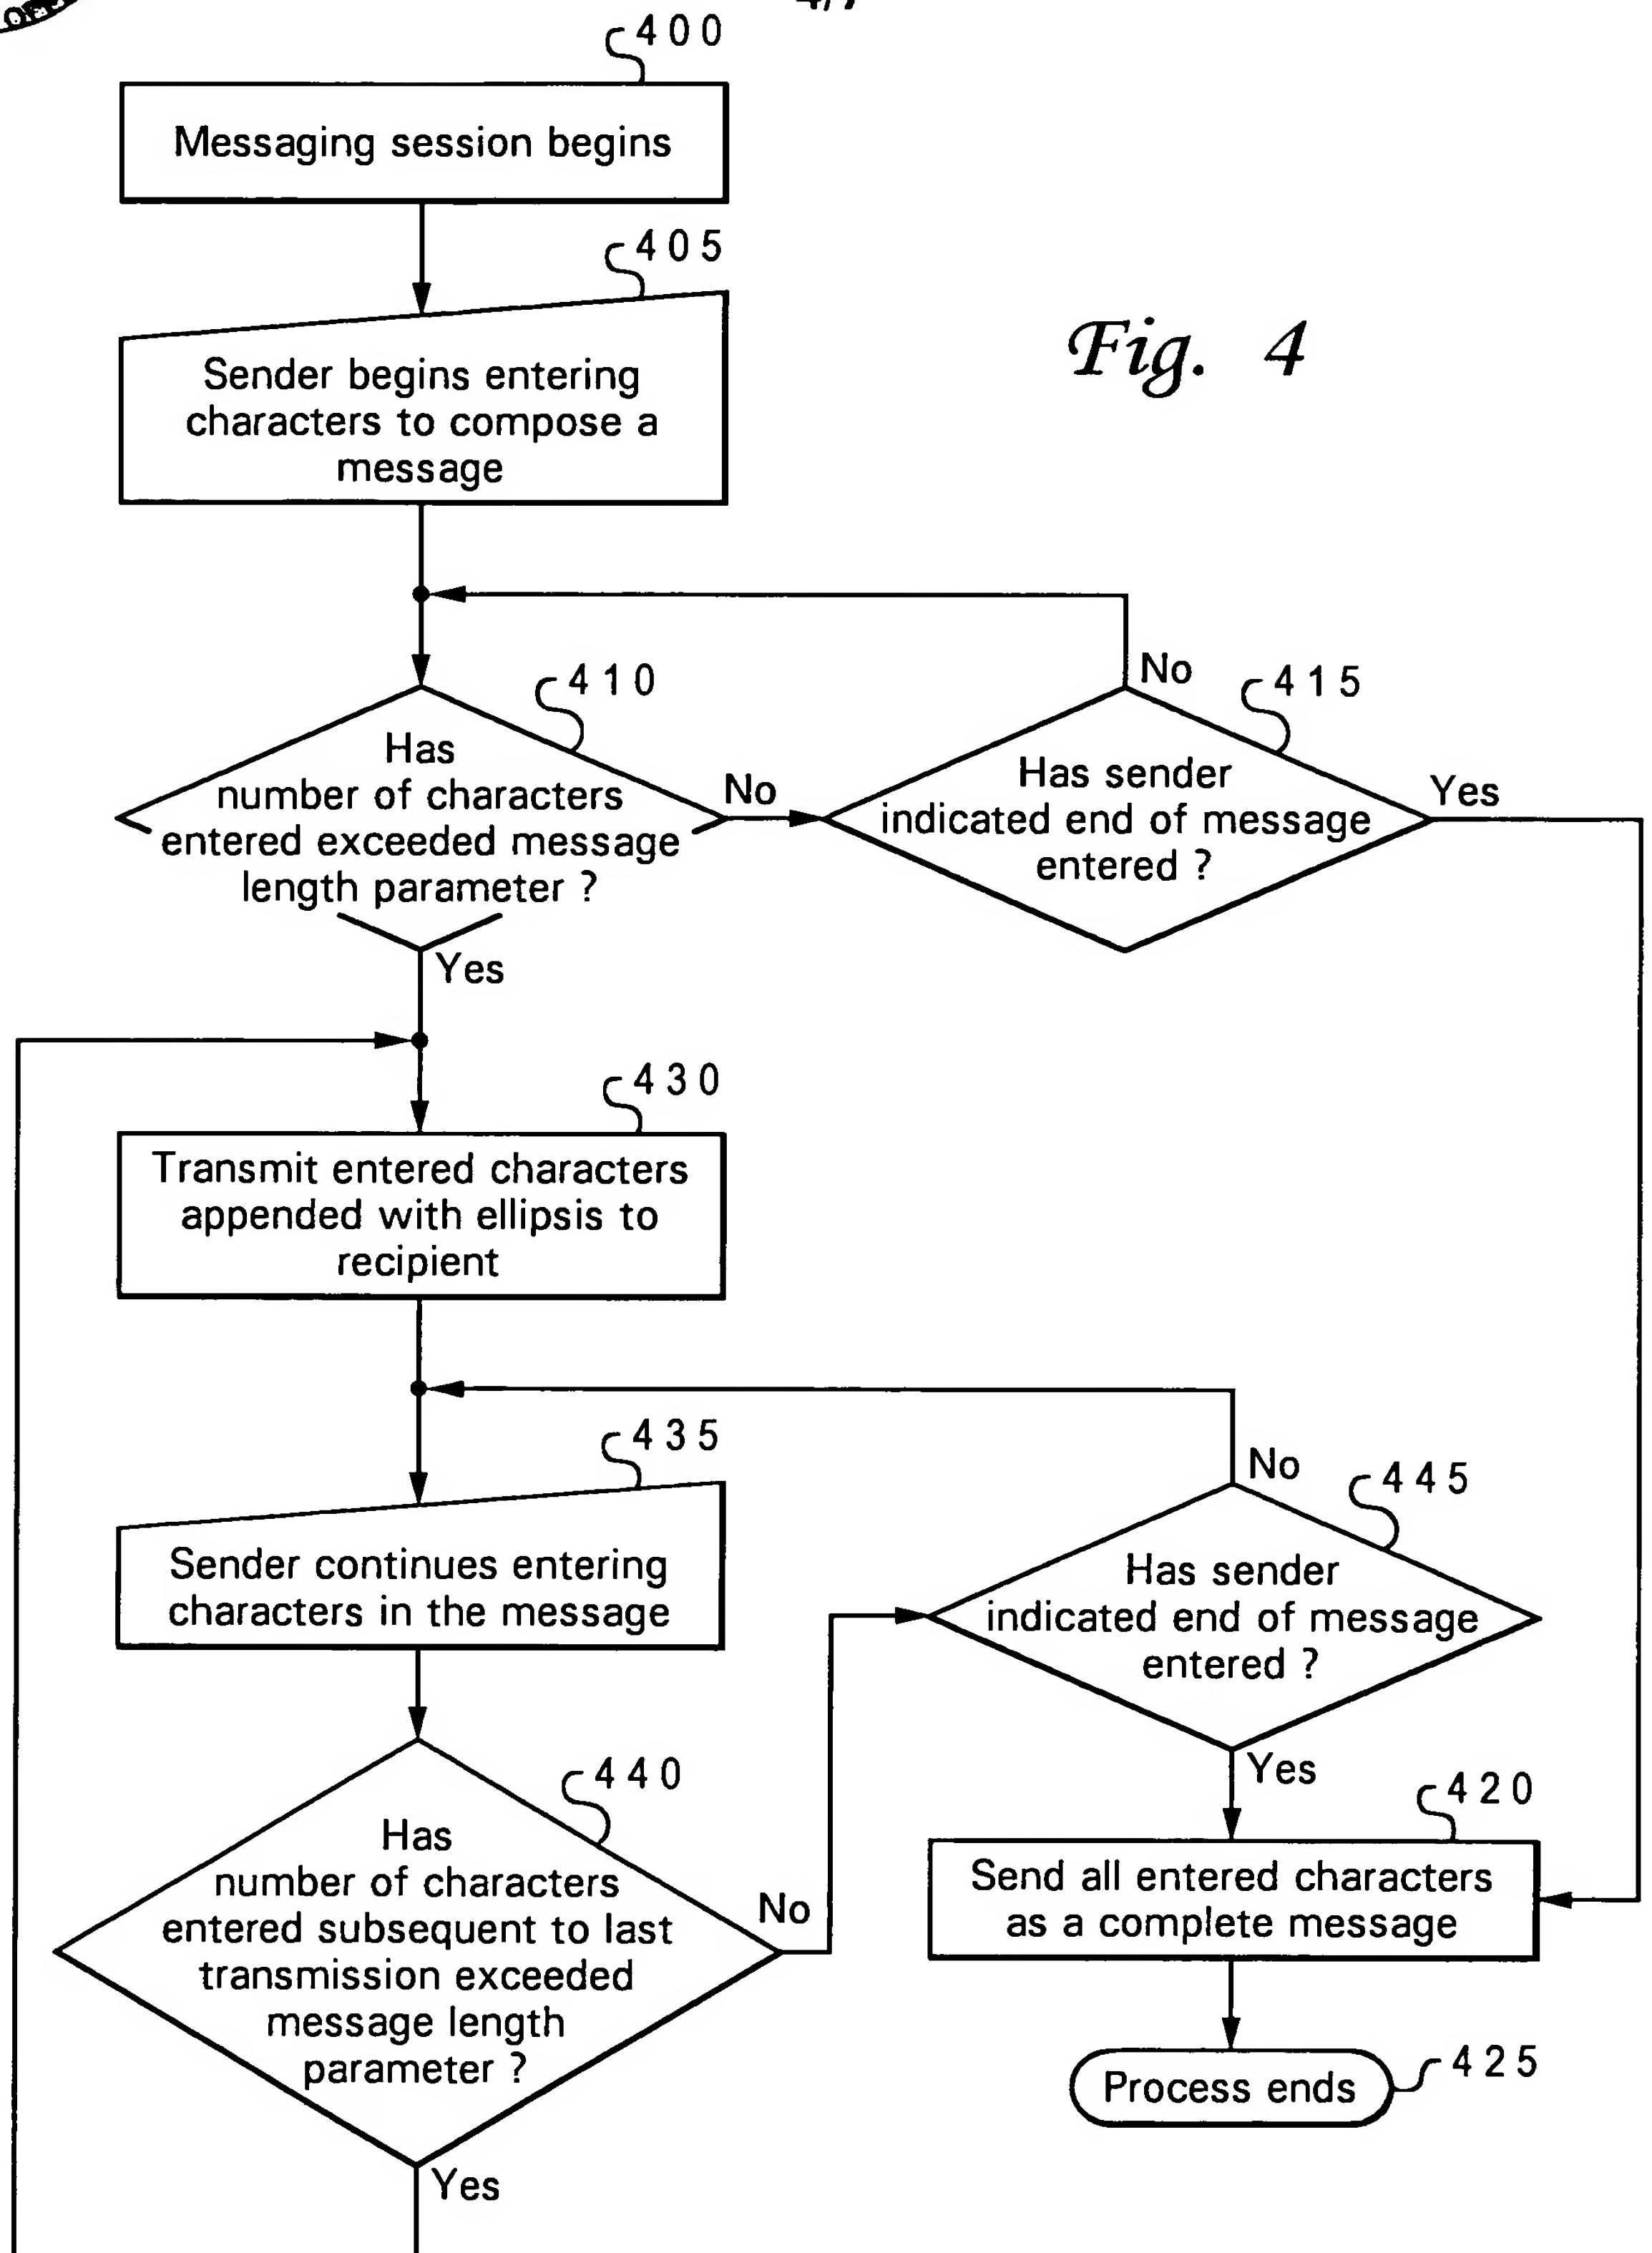 400
Messaging session begins
405
Sender begins entering
characters to compose a
message
Fig. 4
No
410
415
Has
number of characters
entered exceeded message
length parameter ?
No
Has sender
indicated end of message
entered ?
Yes
Yes
430
Transmit entered characters
appended with ellipsis to
recipient
435
No
445
Sender continues entering
characters in the message
Has sender
indicated end of message
entered ?
440
Yes
420
Has
number of characters
entered subsequent to last
transmission exceeded
message length
parameter ?
No
Send all entered characters
as a complete message
425
Process ends
Yes